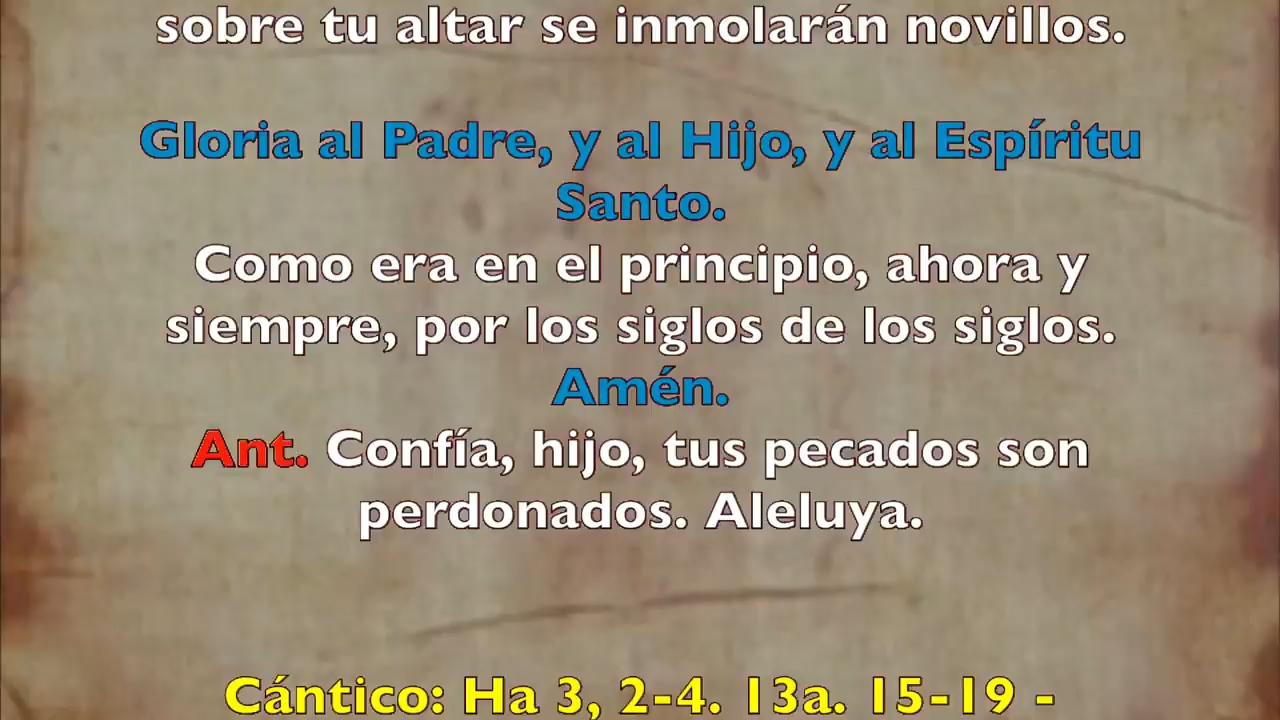 sobre tu altar se inmolarán novillos.
Gloria al Padre, y al Hijo, y al Espíritu
Santo.
Como era en el principio, ahora y
siempre, por los siglos de los siglos.
Amén.
Ant. Confía, hijo, tus pecados son
perdonados. Aleluya.
Cántico: Ha 3, 2-4. 13a. 15-19 -